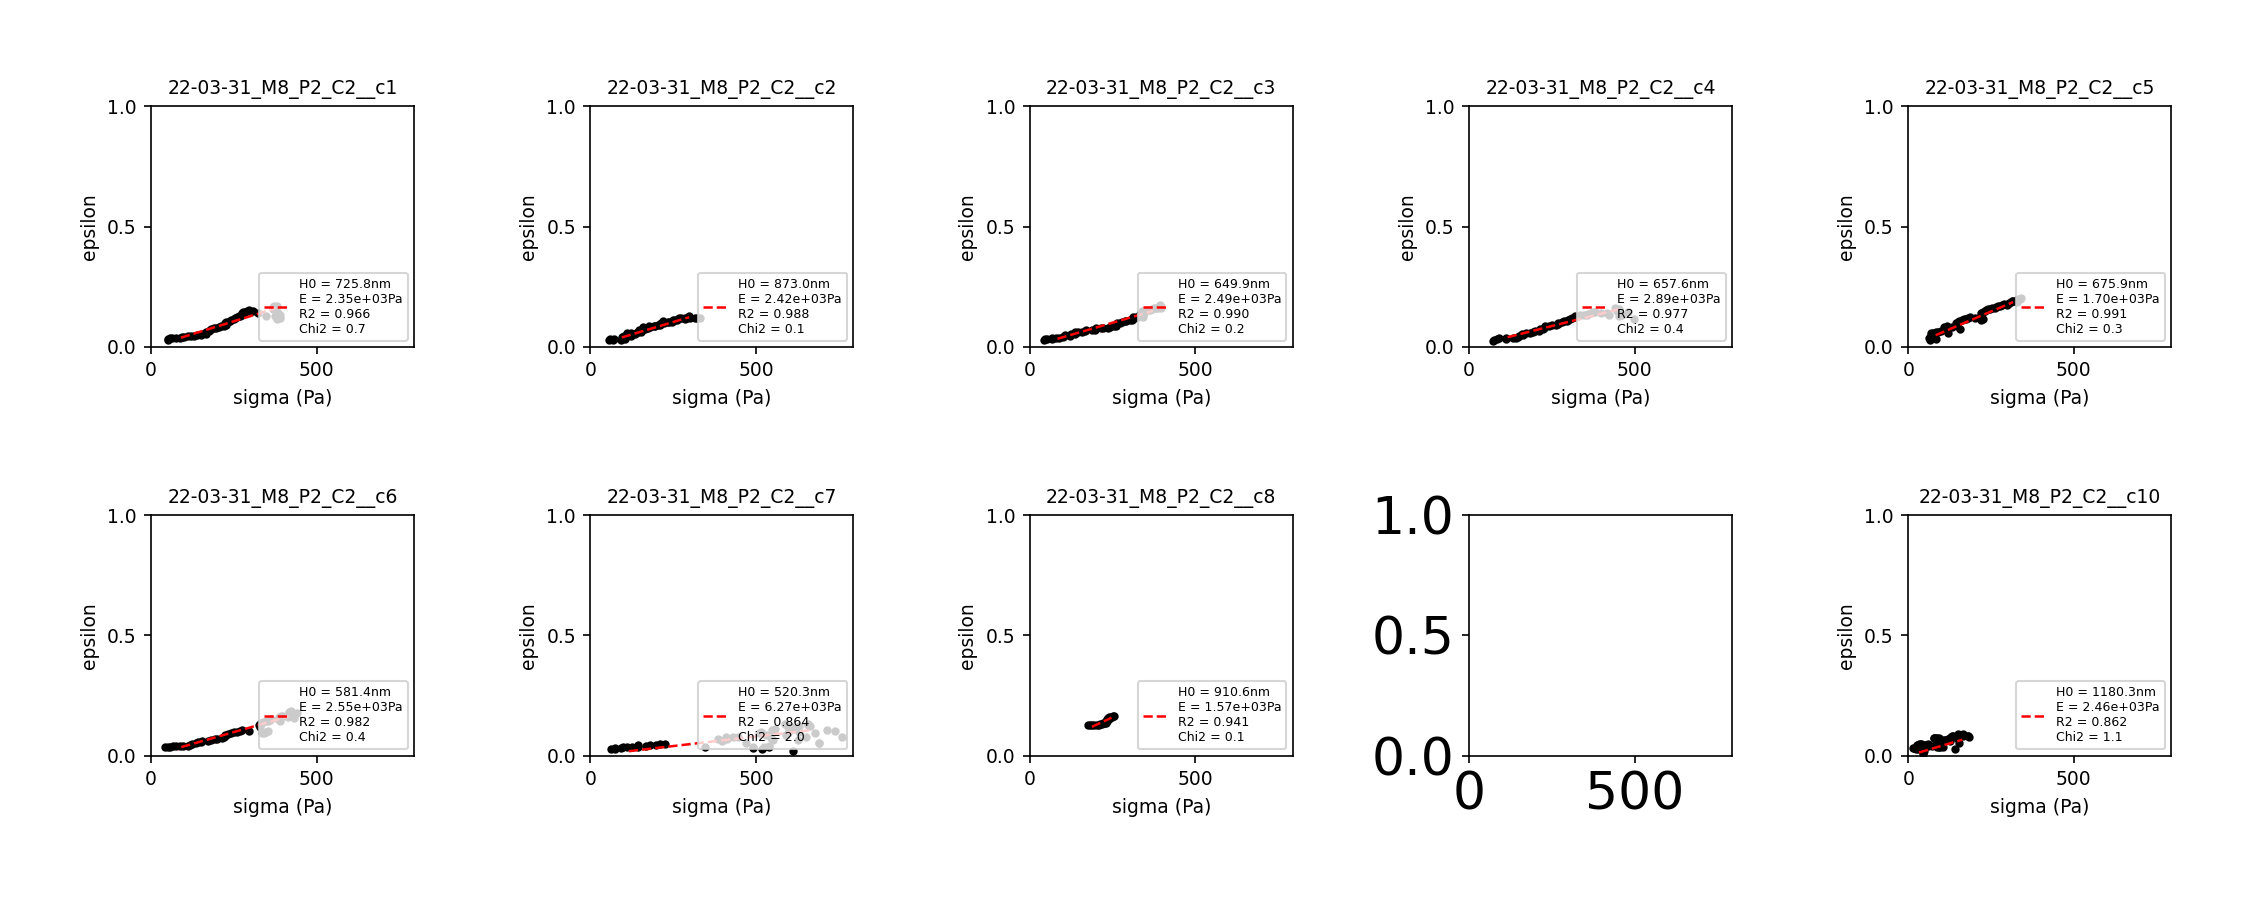 22-03-31_M8_P2_C2__c1
1.0
0.5
0.0
epsilon
0
500
sigma (Pa)
H0 = 725.8nm
E = 2.35e+03Pa
R2 = 0.966
Chi2 = 0.7
22-03-31_M8_P2_C2__c2
1.0
0.5
0.0
epsilon
0
500
sigma (Pa)
H0 = 873.0nm
E = 2.42e+03Pa
R2 = 0.988
Chi2 = 0.1
22-03-31_M8_P2_C2__c3
1.0
0.5
0.0
epsilon
0
500
sigma (Pa)
H0 = 649.9nm
E = 2.49e+03Pa
R2 = 0.990
Chi2 = 0.2
22-03-31_M8_P2_C2__c4
1.0
0.5
0.0
epsilon
0
500
sigma (Pa)
H0 = 657.6nm
E = 2.89e+03Pa
R2 = 0.977
Chi2 = 0.4
22-03-31_M8_P2_C2__c5
1.0
0.5
0.0
epsilon
0
500
sigma (Pa)
H0 = 675.9nm
E = 1.70e+03Pa
R2 = 0.991
Chi2 = 0.3
22-03-31_M8_P2_C2__c6
1.0
0.5
0.0
epsilon
0
500
sigma (Pa)
H0 = 581.4nm
E = 2.55e+03Pa
R2 = 0.982
Chi2 = 0.4
22-03-31_M8_P2_C2__c7
1.0
0.5
0.0
epsilon
0
500
sigma (Pa)
H0 = 520.3nm
E = 6.27e+03Pa
R2 = 0.864
Chi2 = 2.0
22-03-31_M8_P2_C2__c8
1.0
0.5
0.0
epsilon
0
500
sigma (Pa)
H0 = 910.6nm
E = 1.57e+03Pa
R2 = 0.941
Chi2 = 0.1
1.0
0.5
0.0
0
500
22-03-31_M8_P2_C2__c10
1.0
0.5
0.0
epsilon
0
500
sigma (Pa)
H0 = 1180.3nm
E = 2.46e+03Pa
R2 = 0.862
Chi2 = 1.1